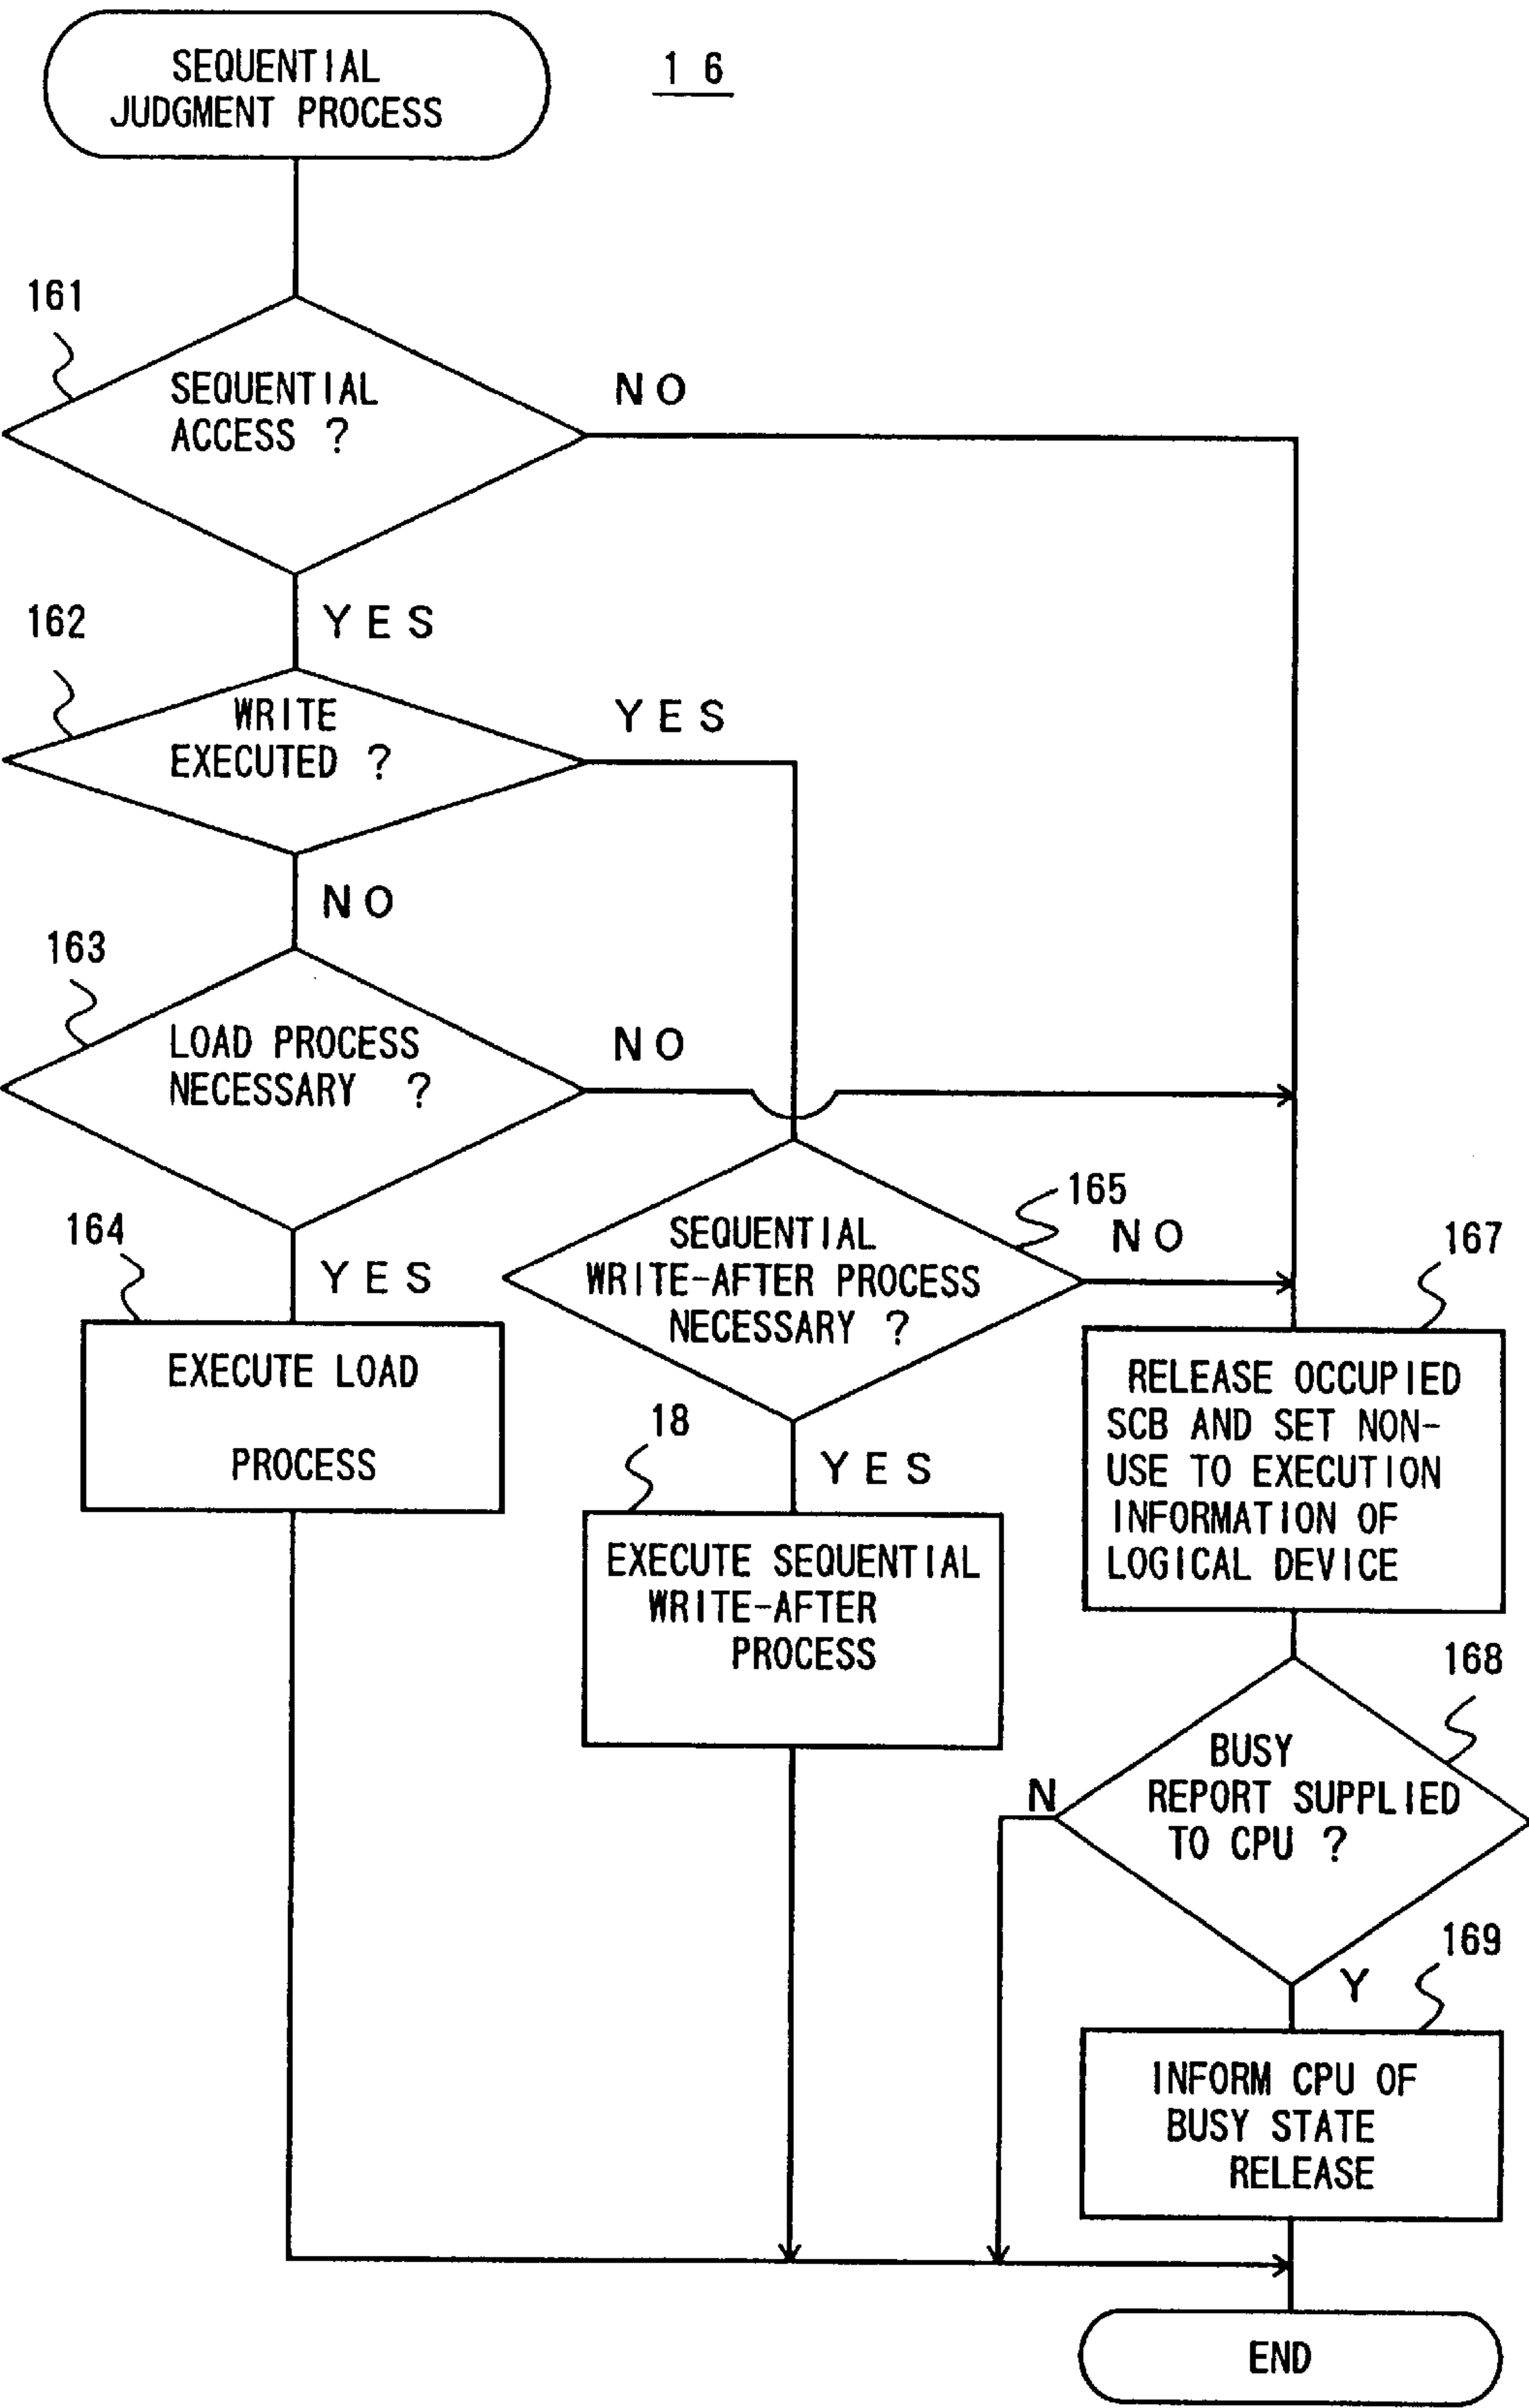 SEQUENTIAL
JUDGMENT PROCESS
16
161
SEQUENTIAL
ACCESS ?
NO
YES
162
WRITE
EXECUTED ?
YES
NO
163
LOAD PROCESS
NECESSARY ?
NO
YES
164
EXECUTE LOAD
PROCESS
165
SEQUENTIAL
WRITE-AFTER PROCESS
NECESSARY ?
NO
YES
18
EXECUTE SEQUENTIAL
WRITE-AFTER
PROCESS
167
RELEASE OCCUPIED
SCB AND SET NON-
USE TO EXECUTION
INFORMATION OF
LOGICAL DEVICE
168
BUSY
REPORT SUPPLIED
TO CPU ?
N
Y
169
INFORM CPU OF
BUSY STATE
RELEASE
END